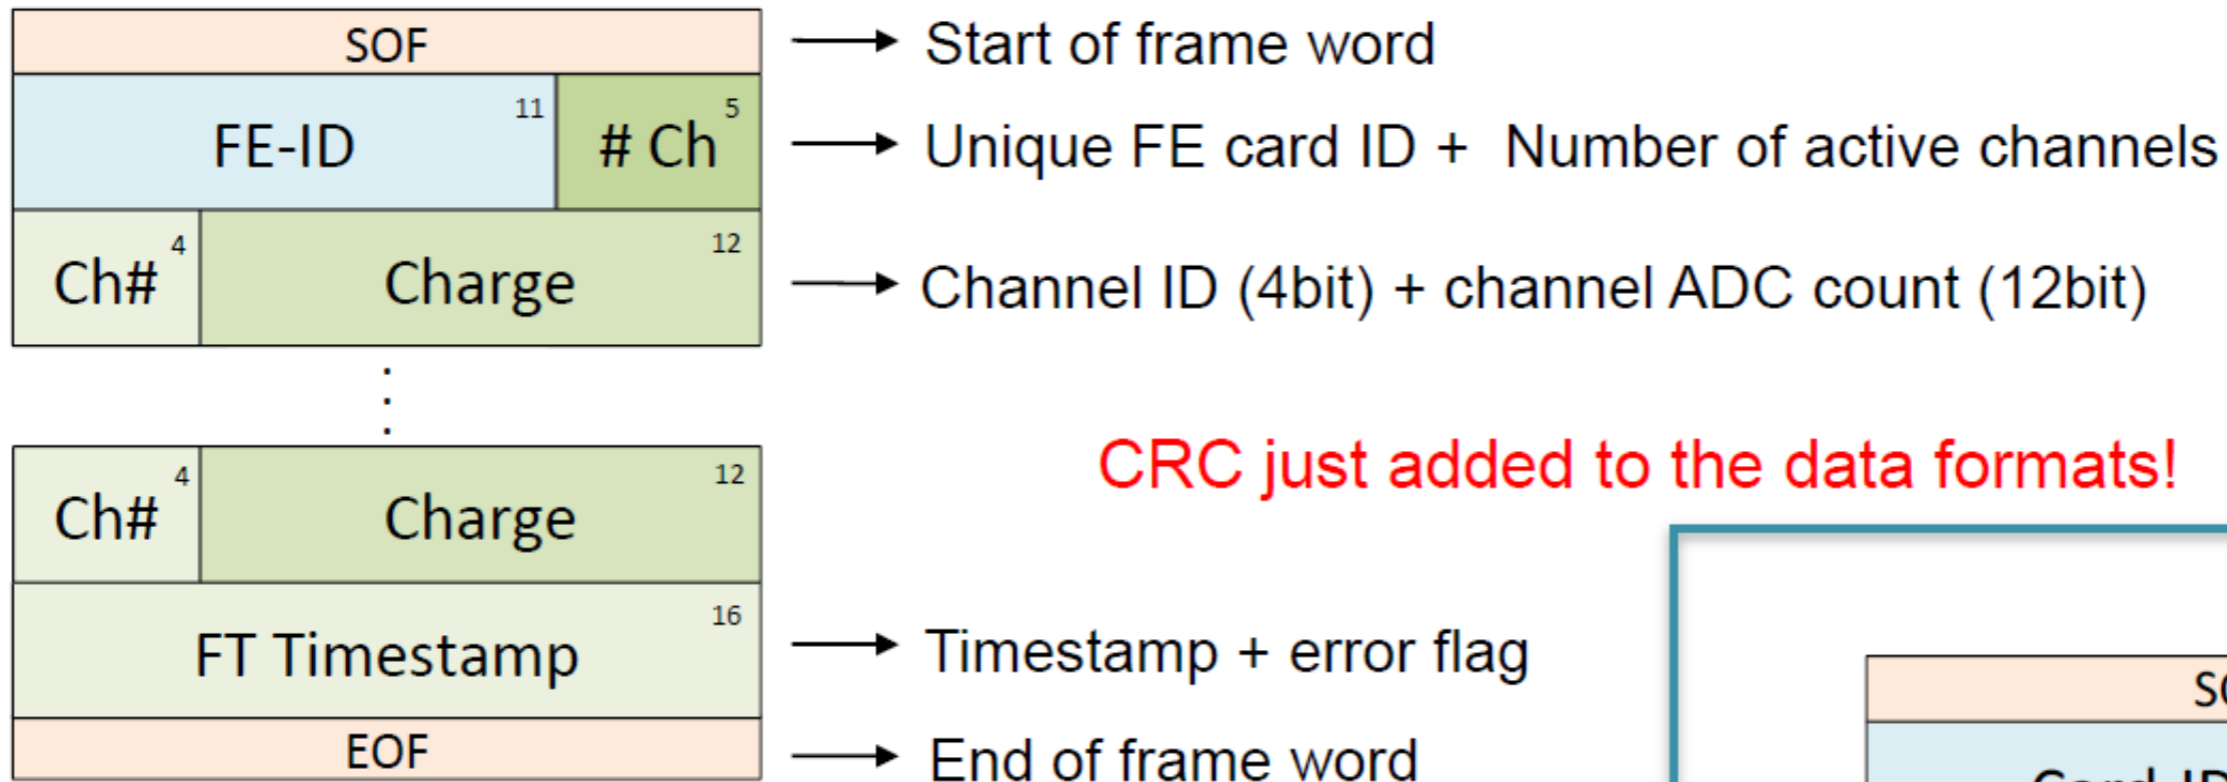 SOF → Start of frame word
FE-ID 11 # Ch 5 → Unique FE card ID + Number of active channels
Ch# 4 Charge 12 → Channel ID (4bit) + channel ADC count (12bit)
CRC just added to the data formats!
Ch# 4 Charge 12
FT Timestamp 16 → Timestamp + error flag
EOF → End of frame word